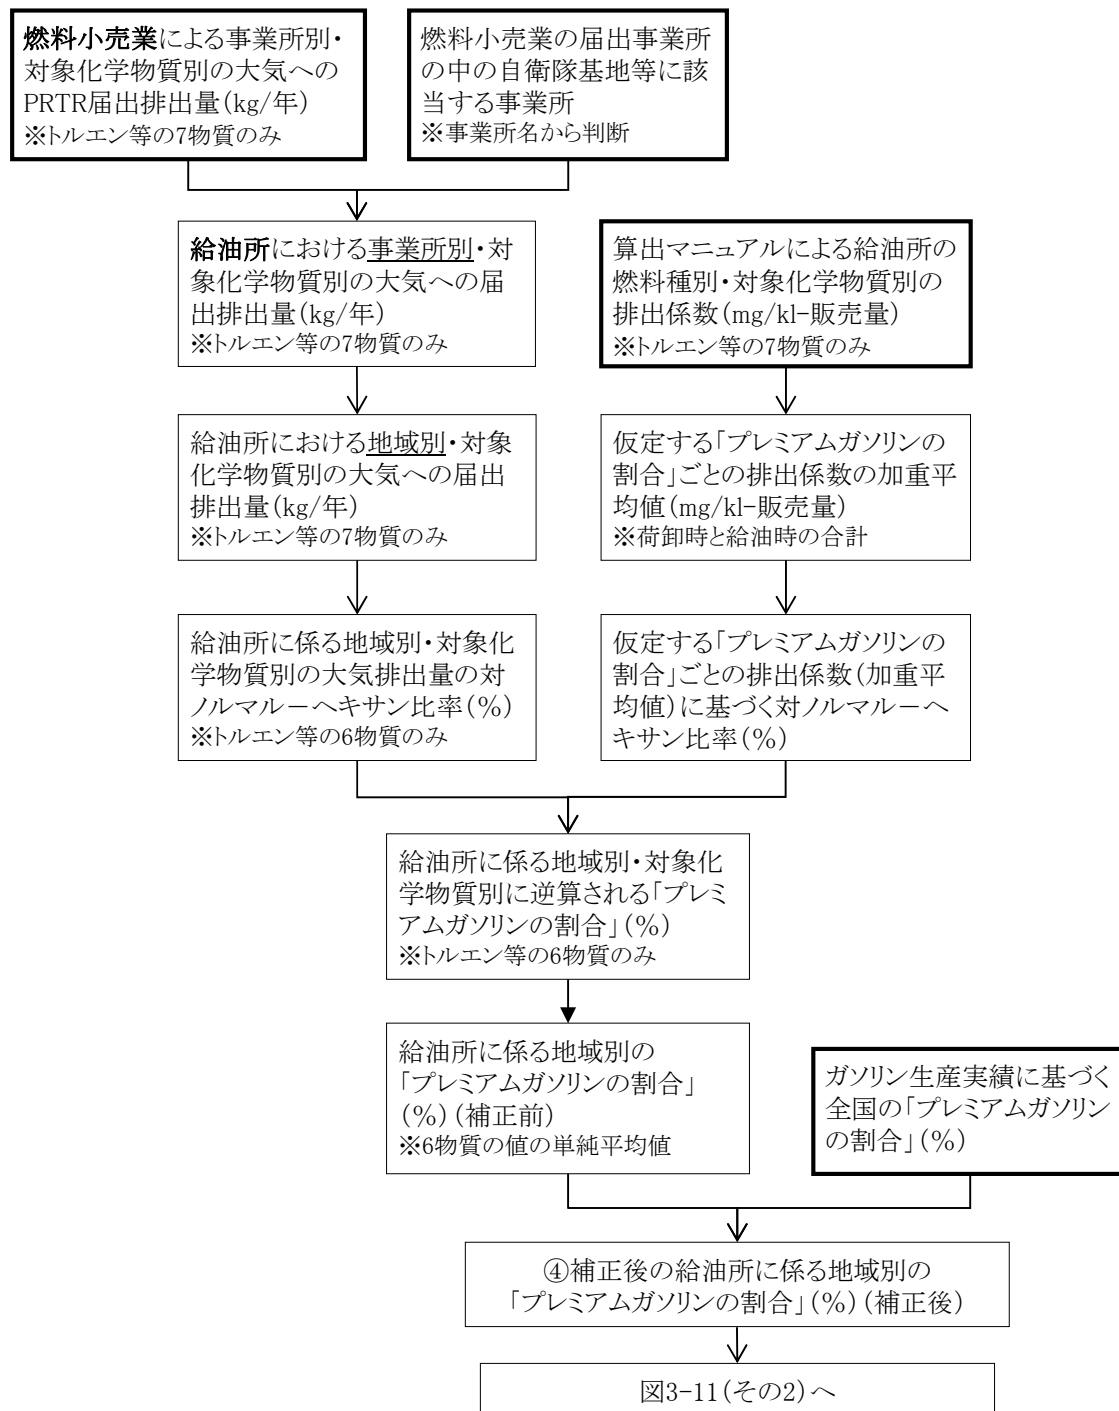 燃料小売業による事業所別・
対象化学物質別の大気への
PRTR届出排出量(kg/年)
※トルエン等の7物質のみ
燃料小売業の届出事業所
の中の自衛隊基地等に該
当する事業所
※事業所名から判断
給油所における事業所別・対
象化学物質別の大気への届
出排出量(kg/年)
※トルエン等の7物質のみ
算出マニュアルによる給油所の
燃料種別・対象化学物質別の
排出係数(mg/kl-販売量)
※トルエン等の7物質のみ
給油所における地域別・対象
化学物質別の大気への届出
排出量(kg/年)
※トルエン等の7物質のみ
仮定する「プレミアムガソリンの
割合」ごとの排出係数の加重平
均値(mg/kl-販売量)
※荷卸時と給油時の合計
給油所に係る地域別・対象化
学物質別の大気排出量の対
ノルマル－ヘキサン比率(%)
※トルエン等の6物質のみ
仮定する「プレミアムガソリンの
割合」ごとの排出係数(加重平
均値)に基づく対ノルマル－ヘ
キサン比率(%)
給油所に係る地域別・対象化
学物質別に逆算される「プレミ
アムガソリンの割合」(%)
※トルエン等の6物質のみ
給油所に係る地域別の
「プレミアムガソリンの割合」
(%)(補正前)
※6物質の値の単純平均値
ガソリン生産実績に基づく
全国の「プレミアムガソリン
の割合」(%)
④補正後の給油所に係る地域別の
「プレミアムガソリンの割合」(%)(補正後)
図3-11(その2)へ